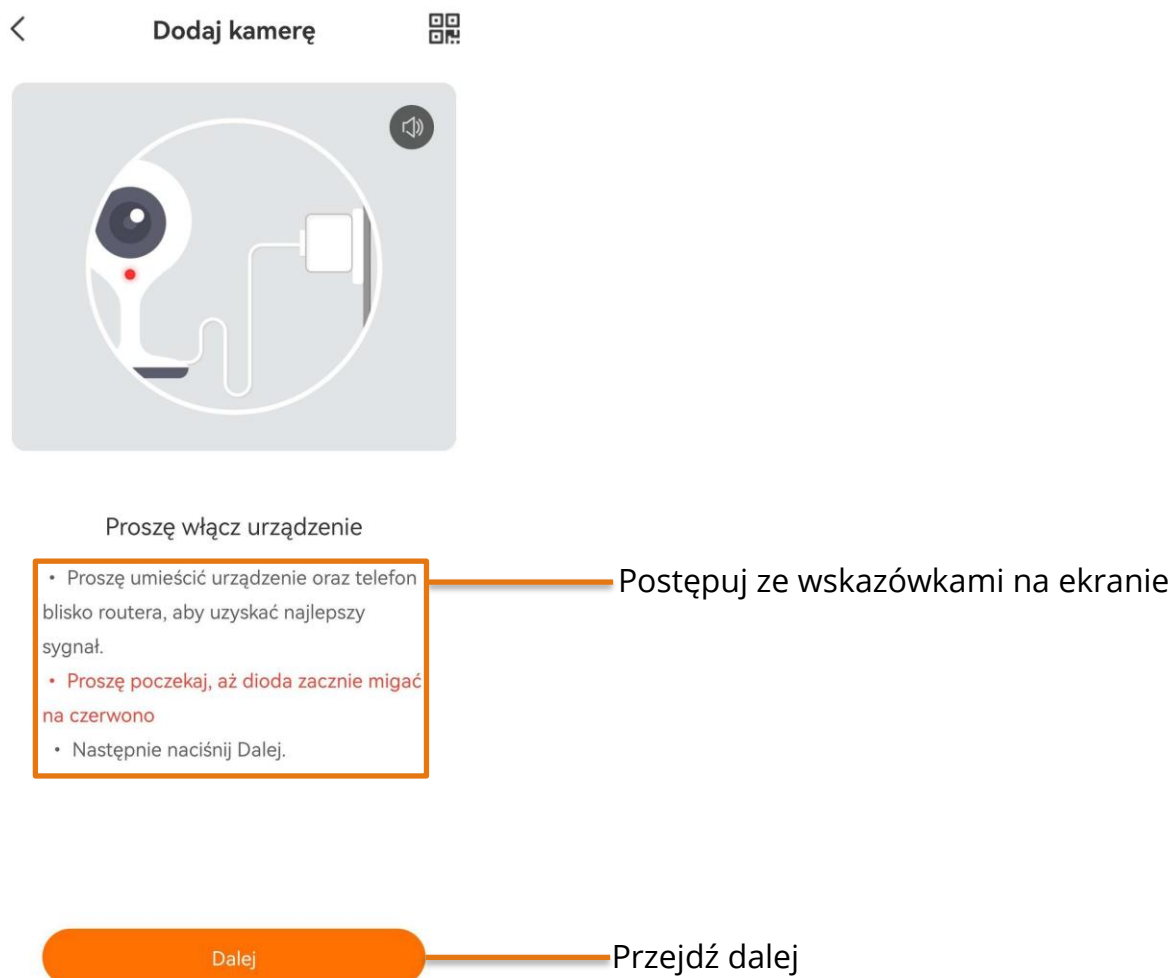 Dodaj kamerę
Proszę włącz urządzenie
• Proszę umieścić urządzenie oraz telefon
blisko routera, aby uzyskać najlepszy
sygnał.
• Proszę poczekaj, aż dioda zacznie migać
na czerwono
• Następnie naciśnij Dalej.
Postępuj ze wskazówkami na ekranie
Dalej
Przejdź dalej